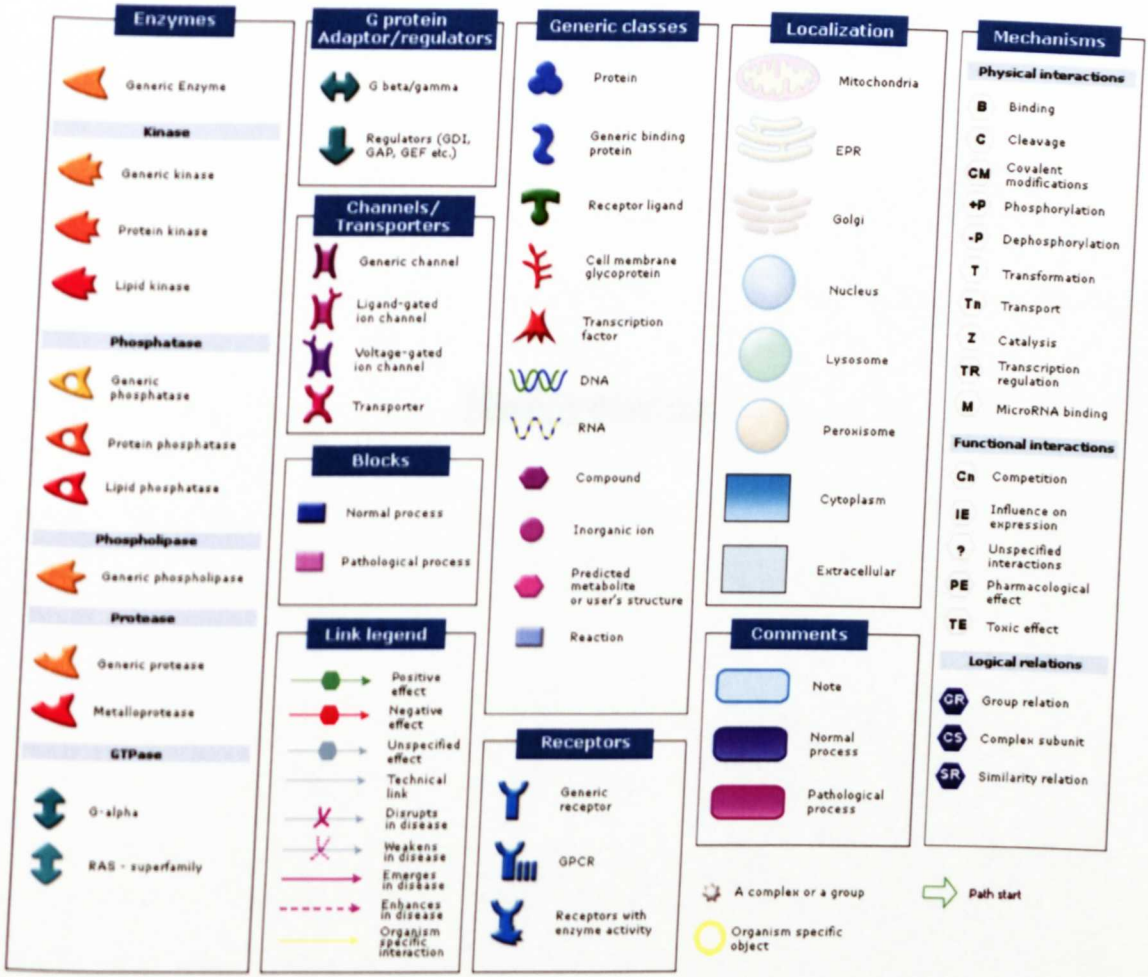 Enzymes
Generic Enzyme
Kinase
Generic kinase
Protein kinase
Lipid kinase
Phosphatase
Generic
phosphatase
Protein phosphatase
Lipid phosphatase
Phospholipase
Generic phospholipase
Protease
Generic protease
Metalloprotease
GTPase
G-alpha
RAS - superfamily
G protein
Adaptor/regulators
G beta/gamma
Regulators (GDI,
GAP, GEF etc.)
Channels/
Transporters
Generic channel
Ligand-gated
ion channel
Voltage-gated
ion channel
Transporter
Blocks
Normal process
Pathological process
Link legend
Positive
effect
Negative
effect
Unspecified
effect
Technical
link
Disrupts
in disease
Weakens
in disease
Emerges
in disease
Enhances
in disease
Organism
specific
interaction
Generic classes
Protein
Generic binding
protein
Receptor ligand
Cell membrane
glycoprotein
Transcription
factor
DNA
RNA
Compound
Inorganic ion
Predicted
metabolite
or user's structure
Reaction
Receptors
Generic
receptor
GPCR
Receptors with
enzyme activity
Localization
Mitochondria
EPR
Golgi
Nucleus
Lysosome
Peroxisome
Cytoplasm
Extracellular
Comments
Note
Normal
process
Pathological
process
A complex or a group
Organism specific
object
Path start
Mechanisms
Physical interactions
B Binding
C Cleavage
CM Covalent
modifications
+P Phosphorylation
-P Dephosphorylation
T Transformation
Tn Transport
Z Catalysis
TR Transcription
regulation
M MicroRNA binding
Functional interactions
Cn Competition
IE Influence on
expression
? Unspecified
interactions
PE Pharmacological
effect
TE Toxic effect
Logical relations
GR Group relation
CS Complex subunit
SR Similarity relation